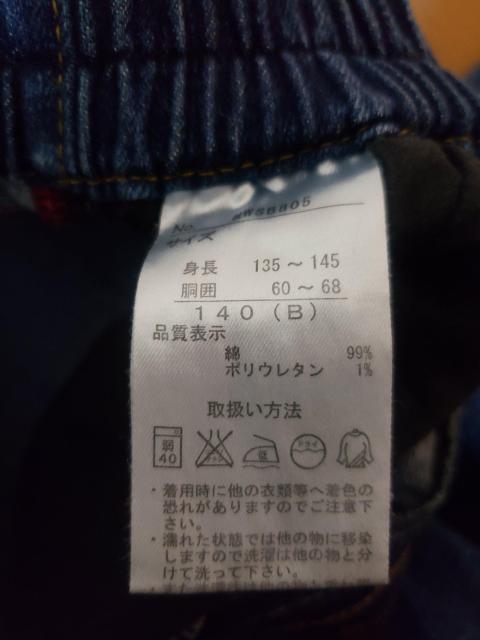 No.
サイズ
身長 135 ～ 145
胴囲 60 ～ 68
140 (B)
品質表示
綿 99%
ポリウレタン 1%
取扱い方法
弱 40 低 ドライ
・着用時に他の衣類等へ着色の
恐れがありますのでご注意下
さい。
・濡れた状態では他の物に移染
しますので洗濯は他の物と分
けて洗って下さい。